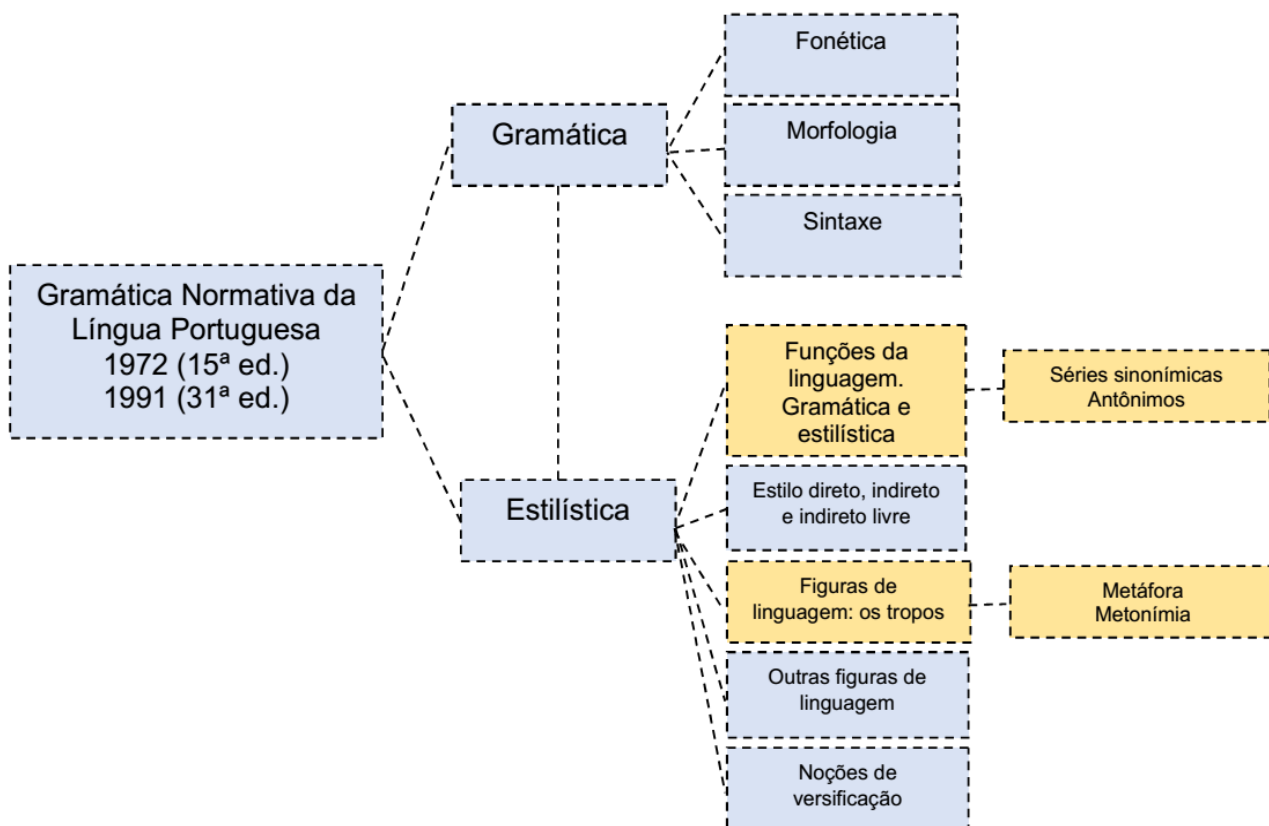 Gramática Normativa da
Língua Portuguesa
1972 (15ª ed.)
1991 (31ª ed.)
Gramática
Fonética
Morfologia
Sintaxe
Estilística
Funções da
linguagem.
Gramática e
estilística
Séries sinonímicas
Antônimos
Estilo direto, indireto
e indireto livre
Figuras de
linguagem: os tropos
Metáfora
Metonímia
Outras figuras de
linguagem
Noções de
versificação